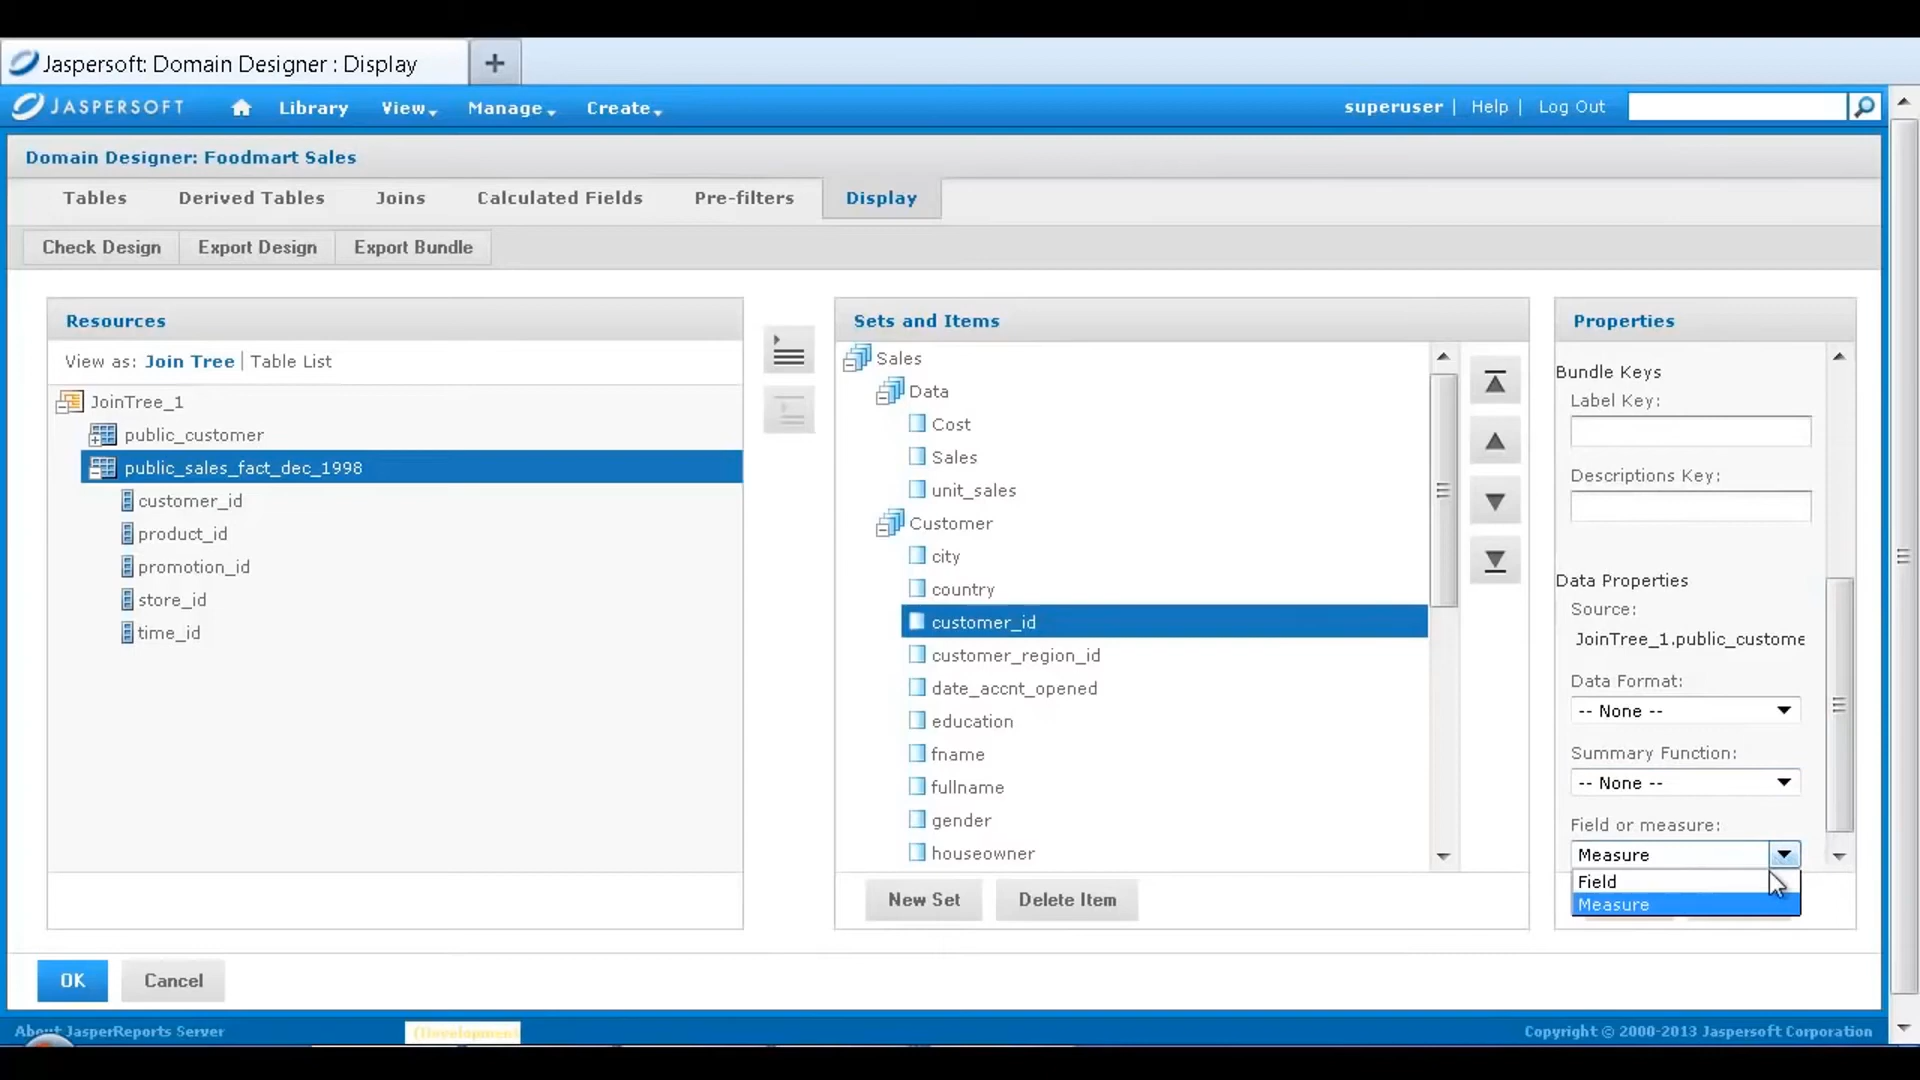 Jaspersoft: Domain Designer : Display
+
JASPERSOFT Library View Manage Create superuser | Help | Log Out
Domain Designer: Foodmart Sales
Tables Derived Tables Joins Calculated Fields Pre-filters Display
Check Design Export Design Export Bundle
Resources
View as: Join Tree | Table List
JoinTree_1
public_customer
public_sales_fact_dec_1998
customer_id
product_id
promotion_id
store_id
time_id
Sets and Items
Sales
Data
Cost
Sales
unit_sales
Customer
city
country
customer_id
customer_region_id
date_accnt_opened
education
fname
fullname
gender
houseowner
New Set Delete Item
Properties
Bundle Keys
Label Key:
Descriptions Key:
Data Properties
Source:
JoinTree_1.public_custome
Data Format:
-- None --
Summary Function:
-- None --
Field or measure:
Measure
Field
Measure
OK Cancel
About JasperReports Server (Development Copyright © 2000-2013 Jaspersoft Corporation